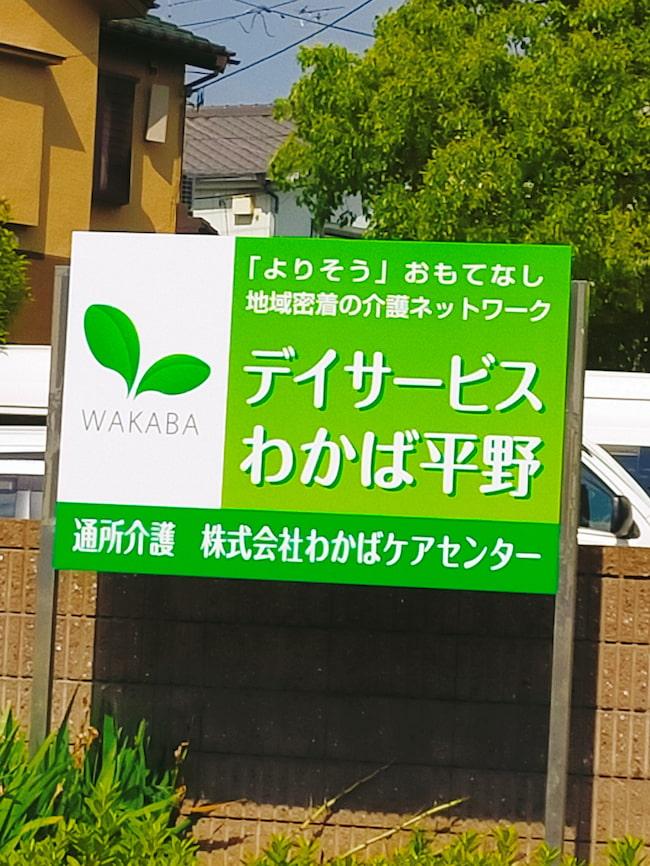 「よりそう」おもてなし
地域密着の介護ネットワーク
デイサービス
わかば平野
WAKABA
通所介護　株式会社わかばケアセンター